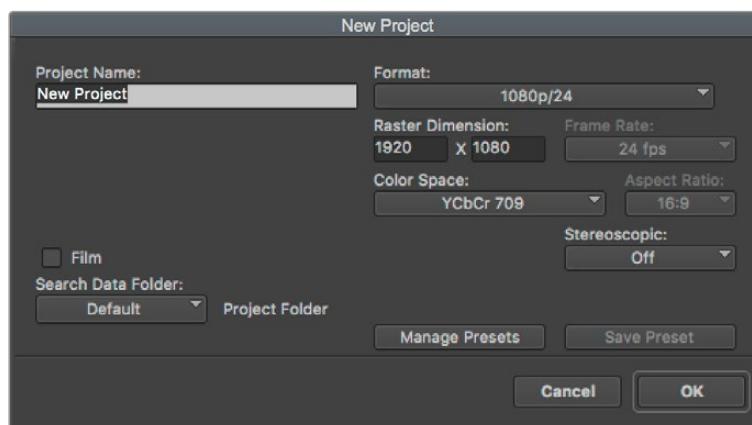 New Project
Project Name:
New Project
Format:
1080p/24
Raster Dimension:
1920 X 1080
Frame Rate:
24 fps
Color Space:
YCbCr 709
Aspect Ratio:
16:9
Stereoscopic:
Off
Film
Search Data Folder:
Default
Project Folder
Manage Presets
Save Preset
Cancel
OK